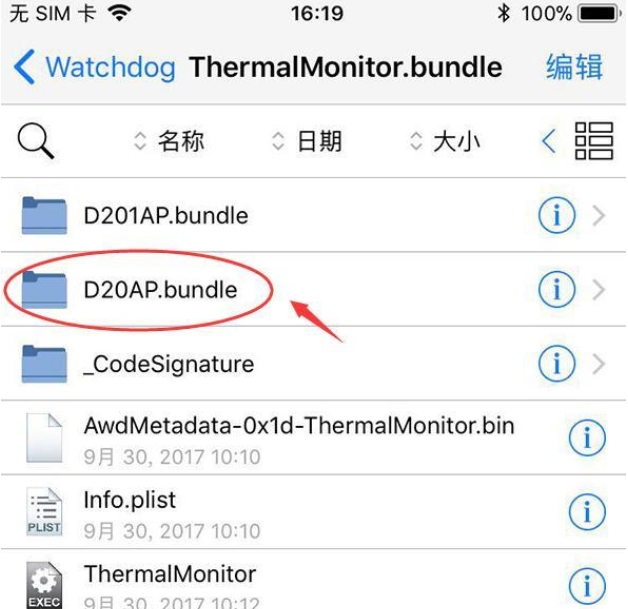 无 SIM 卡 16:19 100%
Watchdog ThermalMonitor.bundle 编辑
名称 日期 大小
D201AP.bundle
D20AP.bundle
_CodeSignature
AwdMetadata-0x1d-ThermalMonitor.bin
9月 30, 2017 10:10
Info.plist
PLIST
9月 30, 2017 10:10
ThermalMonitor
EXEC
9月 30, 2017 10:12